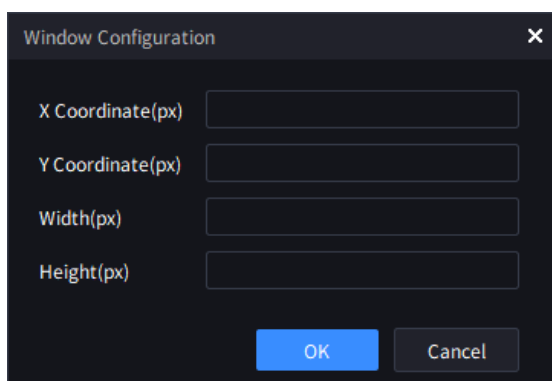 Window Configuration
X Coordinate(px)
Y Coordinate(px)
Width(px)
Height(px)
OK Cancel